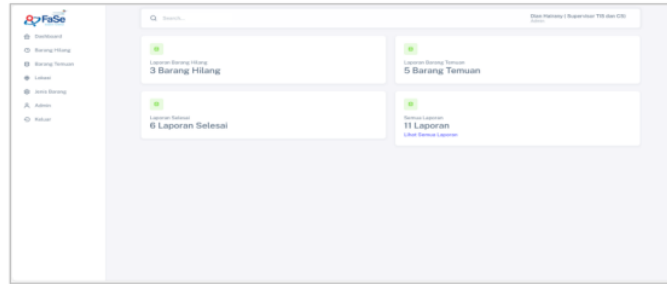 FaSe
Search...
Admin
Dashboard
Barang Hilang
Barang Temuan
Lokasi
Jenis Barang
Admin
Keluar
Laporan Barang Hilang
3 Barang Hilang
Laporan Barang Temuan
5 Barang Temuan
Laporan Selesai
6 Laporan Selesai
Semua Laporan
11 Laporan
Lihat Semua Laporan